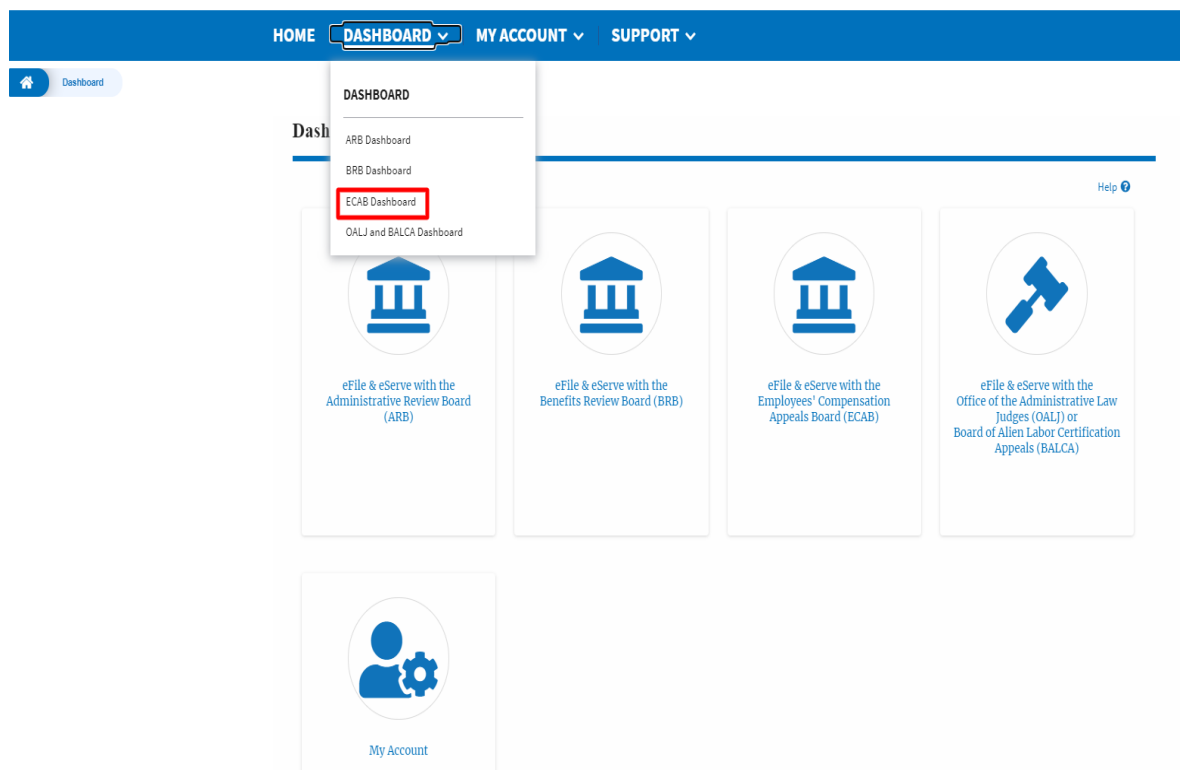 HOME DASHBOARD MY ACCOUNT SUPPORT
Dashboard
DASHBOARD
ARB Dashboard
BRB Dashboard
ECAB Dashboard
OALJ and BALCA Dashboard
Dash
Help
eFile & eServe with the
Administrative Review Board
(ARB)
eFile & eServe with the
Benefits Review Board (BRB)
eFile & eServe with the
Employees' Compensation
Appeals Board (ECAB)
eFile & eServe with the
Office of the Administrative Law
Judges (OALJ) or
Board of Alien Labor Certification
Appeals (BALCA)
My Account